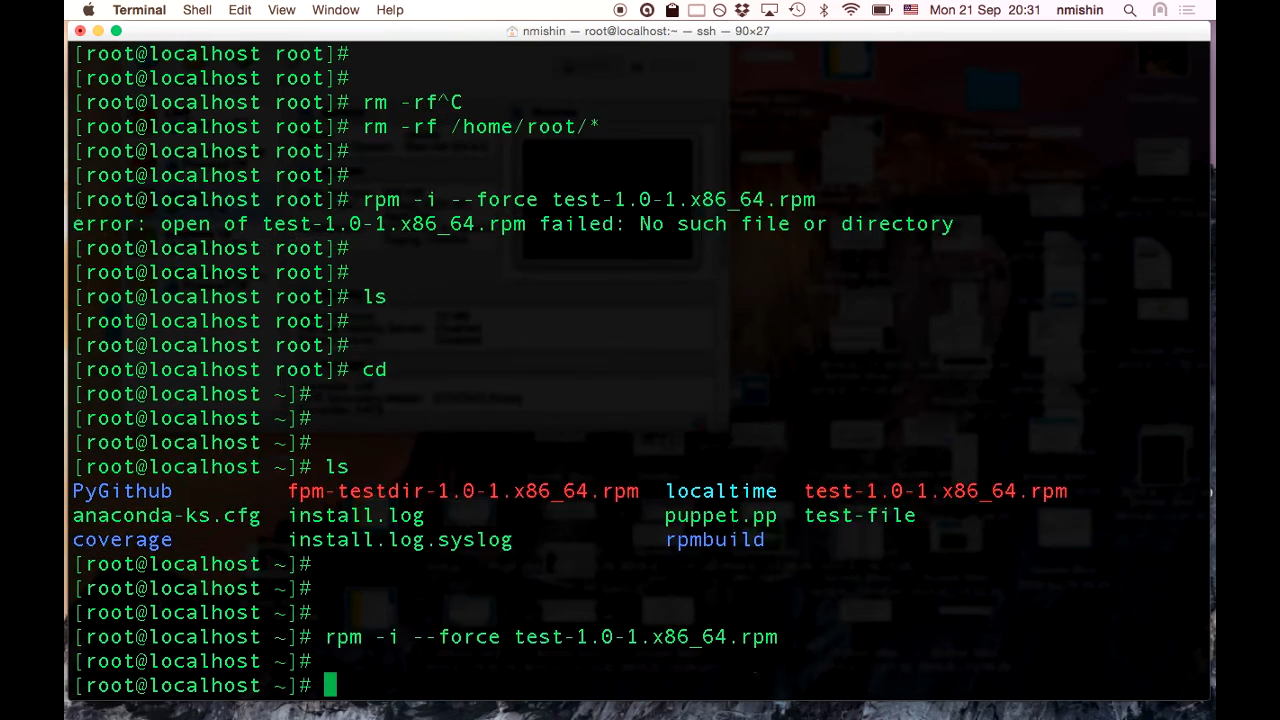 Terminal Shell Edit View Window Help Mon 21 Sep 20:31 nmishin
nmishin — root@localhost:~ — ssh — 90×27
[root@localhost root]#
[root@localhost root]#
[root@localhost root]# rm -rf^C
[root@localhost root]# rm -rf /home/root/*
[root@localhost root]#
[root@localhost root]#
[root@localhost root]# rpm -i --force test-1.0-1.x86_64.rpm
error: open of test-1.0-1.x86_64.rpm failed: No such file or directory
[root@localhost root]#
[root@localhost root]#
[root@localhost root]# ls
[root@localhost root]#
[root@localhost root]#
[root@localhost root]# cd
[root@localhost ~]#
[root@localhost ~]#
[root@localhost ~]#
[root@localhost ~]# ls
PyGithub fpm-testdir-1.0-1.x86_64.rpm localtime test-1.0-1.x86_64.rpm
anaconda-ks.cfg install.log puppet.pp test-file
coverage install.log.syslog rpmbuild
[root@localhost ~]#
[root@localhost ~]#
[root@localhost ~]#
[root@localhost ~]# rpm -i --force test-1.0-1.x86_64.rpm
[root@localhost ~]#
[root@localhost ~]#